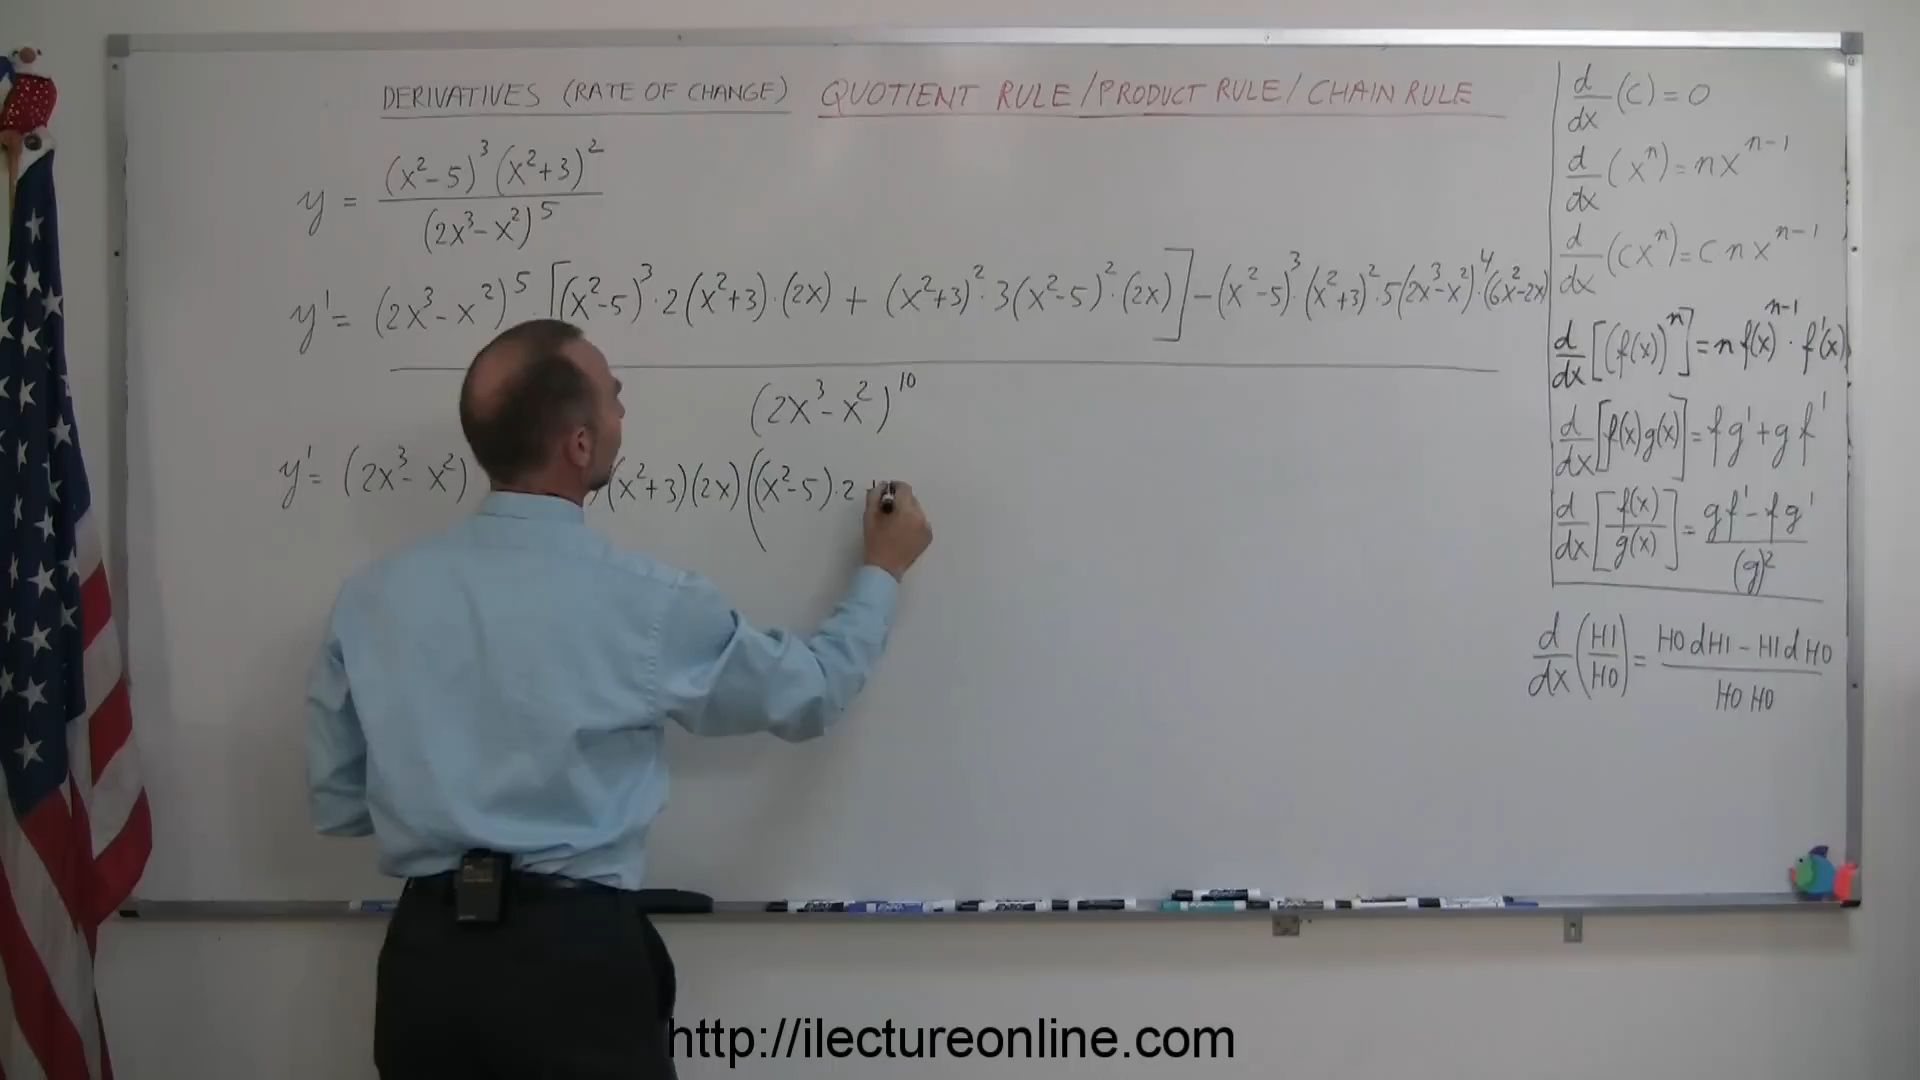 DERIVATIVES (RATE OF CHANGE) QUOTIENT RULE/PRODUCT RULE/CHAIN RULE
y = (x²-5)³(x²+3)² / (2x³-x²)⁵
y' = (2x³-x²)⁵ · [(x²-5)³·2(x²+3)·(2x) + (x²+3)²·3(x²-5)²·(2x)] - (x²-5)³·(x²+3)²·5(2x³-x²)⁴·(6x²-2x)
(2x³-x²)¹⁰
y' = (2x³-x²) (x²+3)(2x)((x²-5)·2
d/dx (c) = 0
d/dx (xⁿ) = nxⁿ⁻¹
d/dx (cxⁿ) = c n xⁿ⁻¹
d/dx [(f(x))ⁿ] = n f(x)ⁿ⁻¹ · f'(x)
d/dx [f(x)g(x)] = fg' + gf'
d/dx [f(x)/g(x)] = gf' - fg' / (g)²
d/dx (HI/HO) = HO dHI - HI dHO / HO HO
http://ilectureonline.com